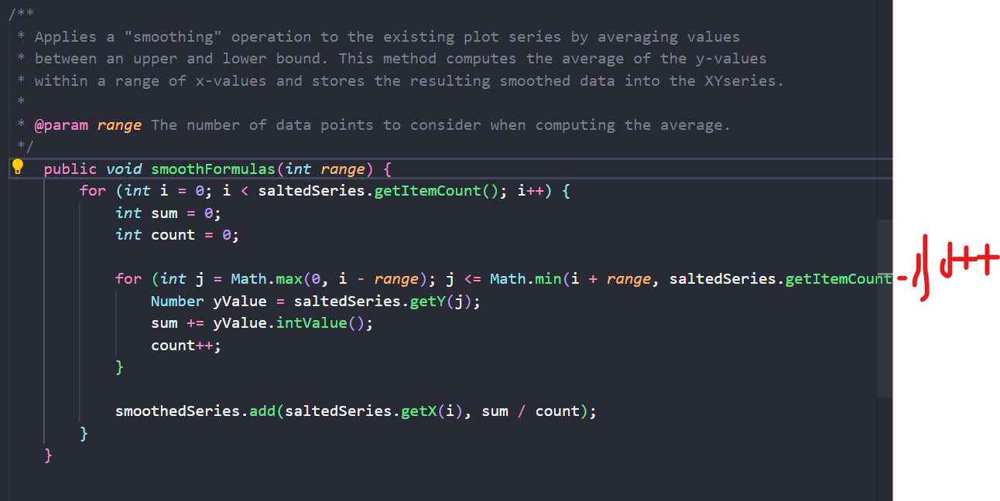 /**
* Applies a "smoothing" operation to the existing plot series by averaging values
* between an upper and lower bound. This method computes the average of the y-values
* within a range of x-values and stores the resulting smoothed data into the XYseries.
*
* @param range The number of data points to consider when computing the average.
*/
public void smoothFormulas(int range) {
for (int i = 0; i < saltedSeries.getItemCount(); i++) {
int sum = 0;
int count = 0;
for (int j = Math.max(0, i - range); j <= Math.min(i + range, saltedSeries.getItemCount - 1) J++
Number yValue = saltedSeries.getY(j);
sum += yValue.intValue();
count++;
}
smoothedSeries.add(saltedSeries.getX(i), sum / count);
}
}